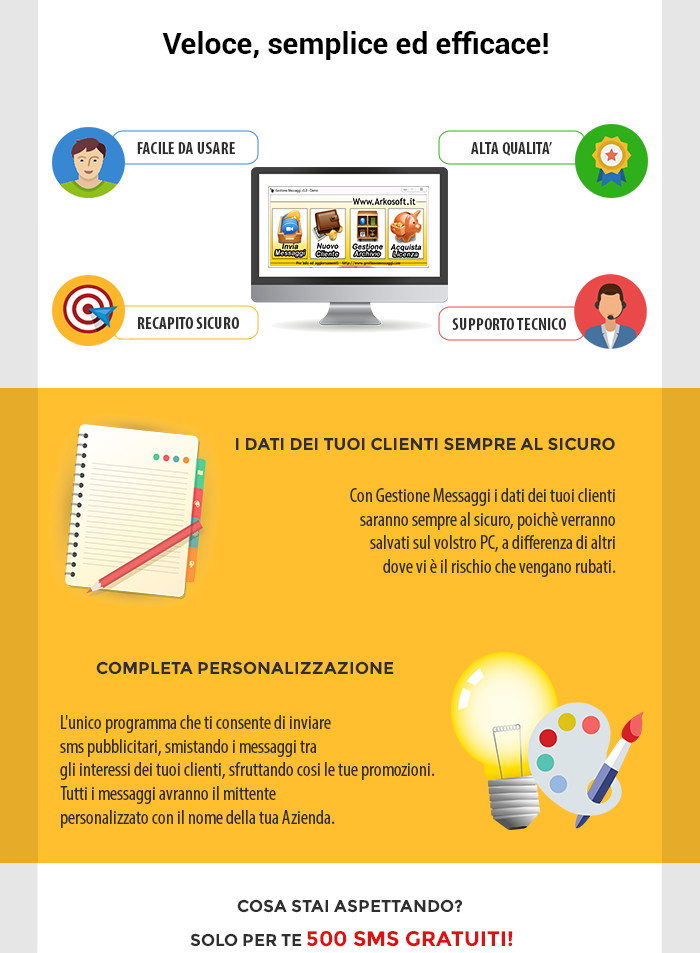 Veloce, semplice ed efficace!
FACILE DA USARE
ALTA QUALITA’
Gestione Messaggi v1.0 - Demo
Www.Arkosoft.it
Invia
Messaggi
Nuovo
Cliente
Gestione
Archivio
Acquista
Licenza
RECAPITO SICURO
SUPPORTO TECNICO
I DATI DEI TUOI CLIENTI SEMPRE AL SICURO
Con Gestione Messaggi i dati dei tuoi clienti
saranno sempre al sicuro, poichè verranno
salvati sul volstro PC, a differenza di altri
dove vi è il rischio che vengano rubati.
COMPLETA PERSONALIZZAZIONE
L'unico programma che ti consente di inviare
sms pubblicitari, smistando i messaggi tra
gli interessi dei tuoi clienti, sfruttando cosi le tue promozioni.
Tutti i messaggi avranno il mittente
personalizzato con il nome della tua Azienda.
COSA STAI ASPETTANDO?
SOLO PER TE 500 SMS GRATUITI!